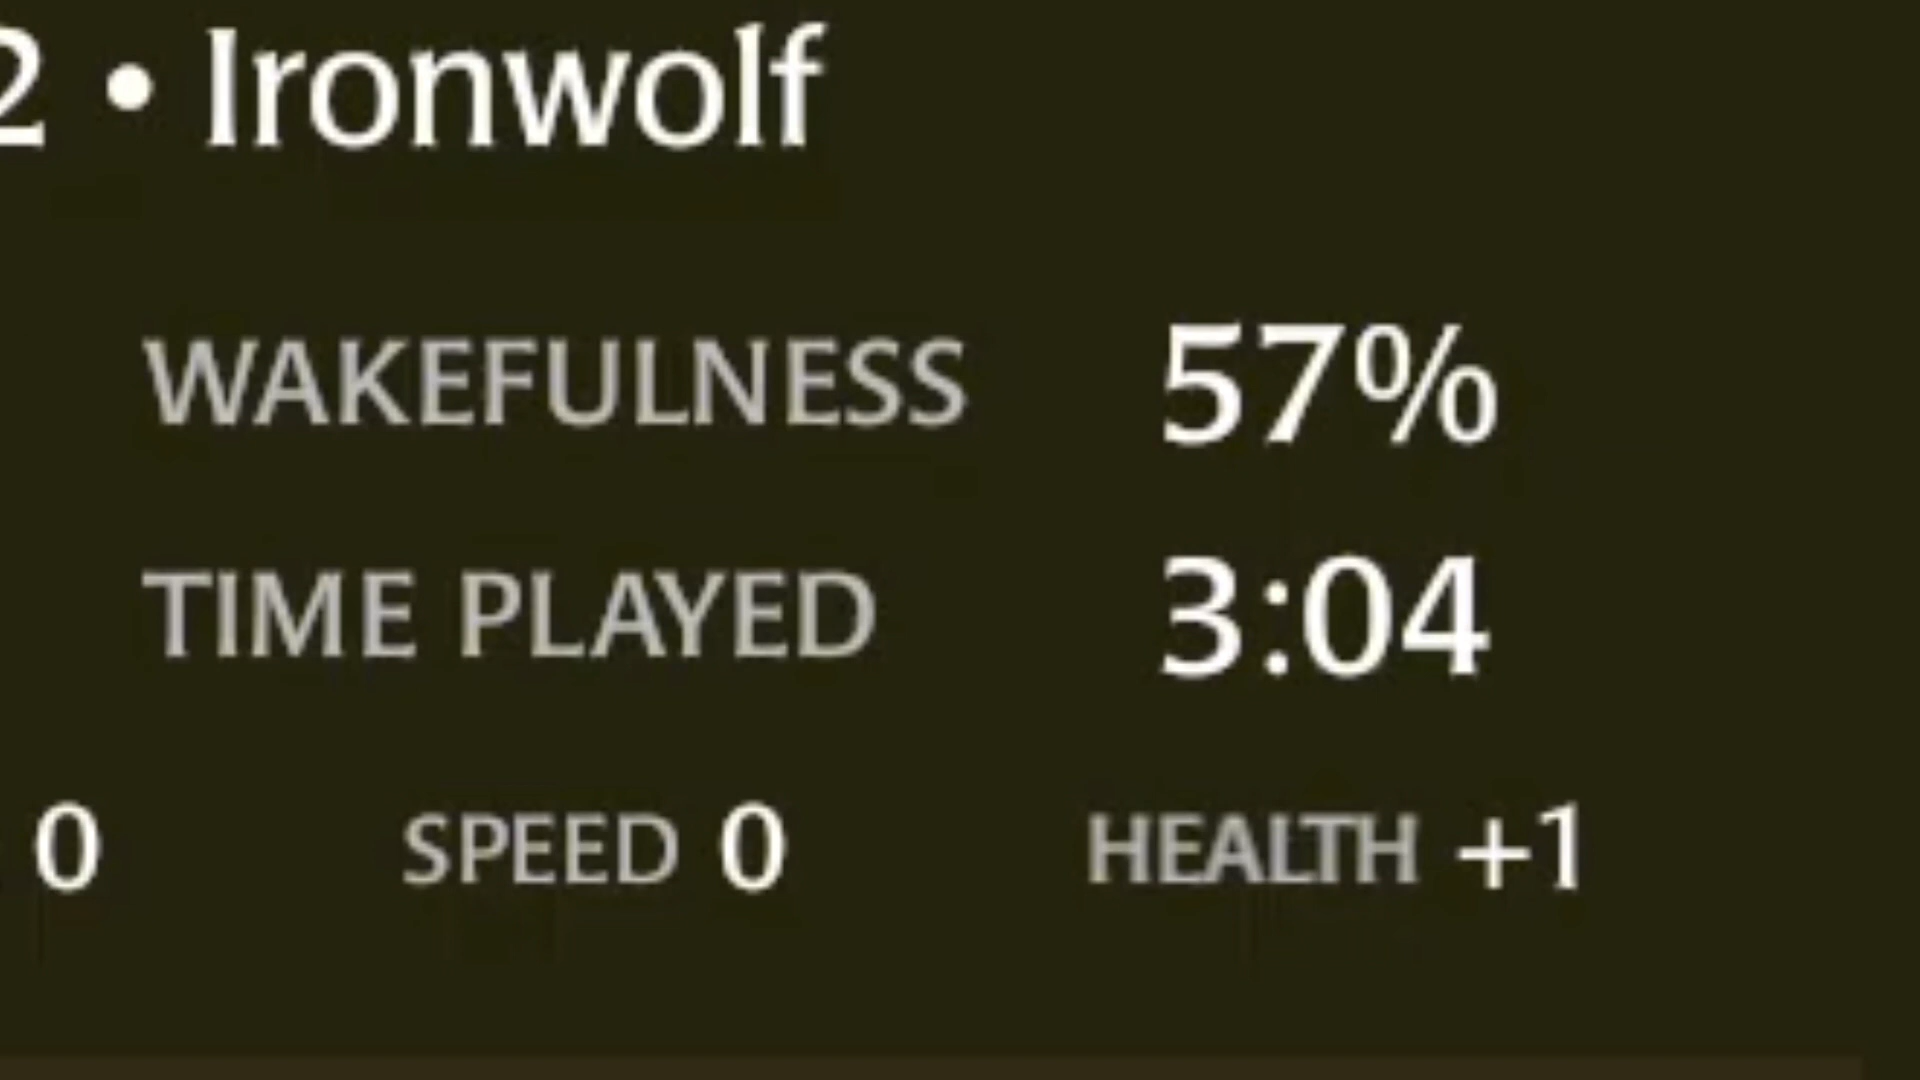 2 • Ironwolf
WAKEFULNESS 57%
TIME PLAYED 3:04
0 SPEED 0 HEALTH +1